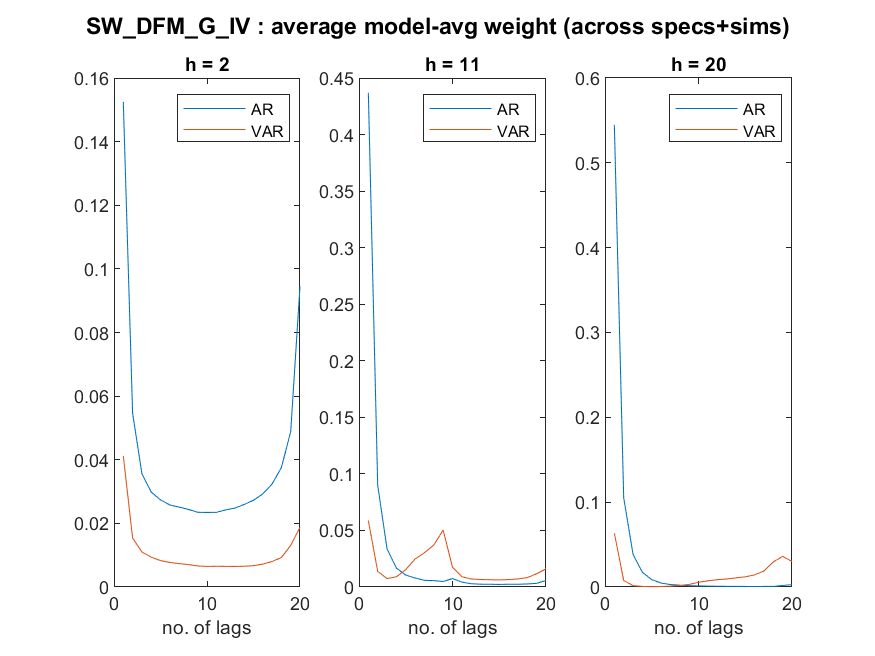 SW_DFM_G_IV : average model-avg weight (across specs+sims)
h = 2
0.16
0.14
0.12
0.1
0.08
0.06
0.04
0.02
0
0 10 20
no. of lags
AR
VAR
h = 11
0.45
0.4
0.35
0.3
0.25
0.2
0.15
0.1
0.05
0
0 10 20
no. of lags
AR
VAR
h = 20
0.6
0.5
0.4
0.3
0.2
0.1
0
0 10 20
no. of lags
AR
VAR